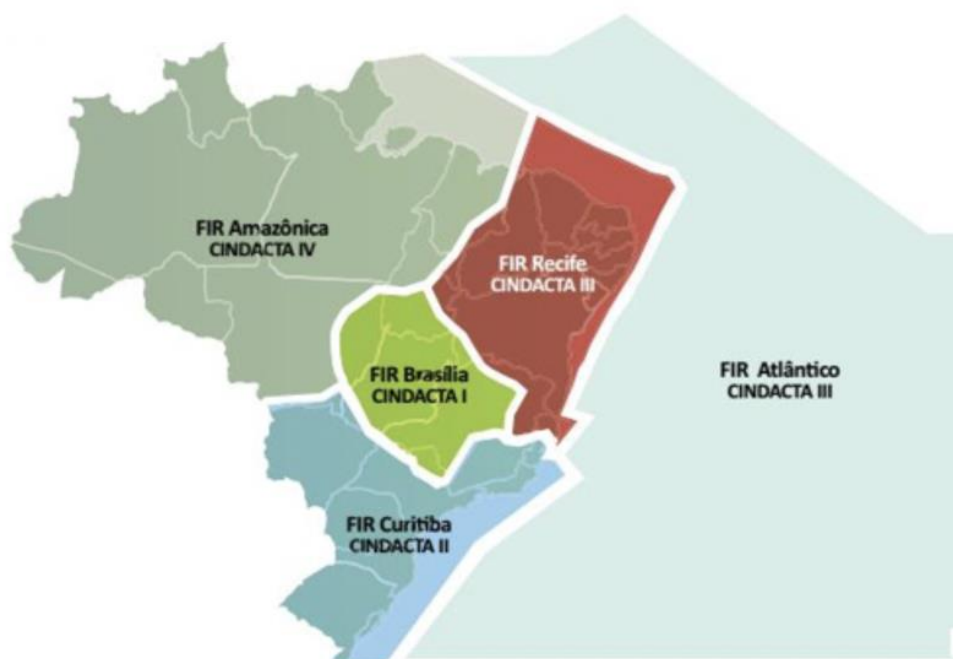 FIR Amazônica
CINDACTA IV
FIR Recife
CINDACTA III
FIR Brasília
CINDACTA I
FIR Atlântico
CINDACTA III
FIR Curitiba
CINDACTA II